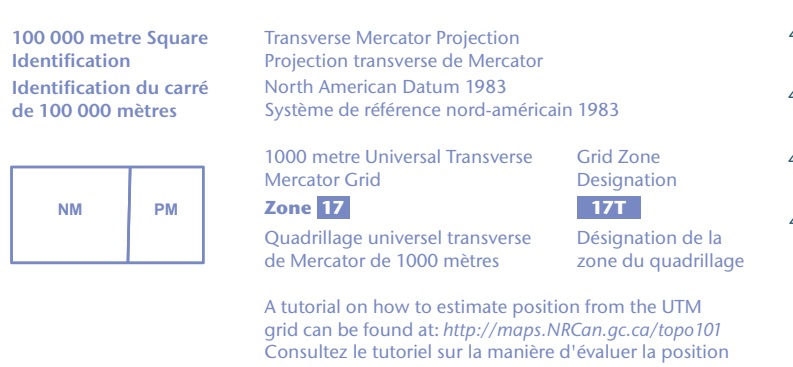 100 000 metre Square
Identification
Identification du carré
de 100 000 mètres
NM PM
Transverse Mercator Projection
Projection transverse de Mercator
North American Datum 1983
Système de référence nord-américain 1983
1000 metre Universal Transverse
Mercator Grid
Zone 17
Quadrillage universel transverse
de Mercator de 1000 mètres
Grid Zone
Designation
17T
Désignation de la
zone du quadrillage
A tutorial on how to estimate position from the UTM
grid can be found at: http://maps.NRCan.gc.ca/topo101
Consultez le tutoriel sur la manière d'évaluer la position